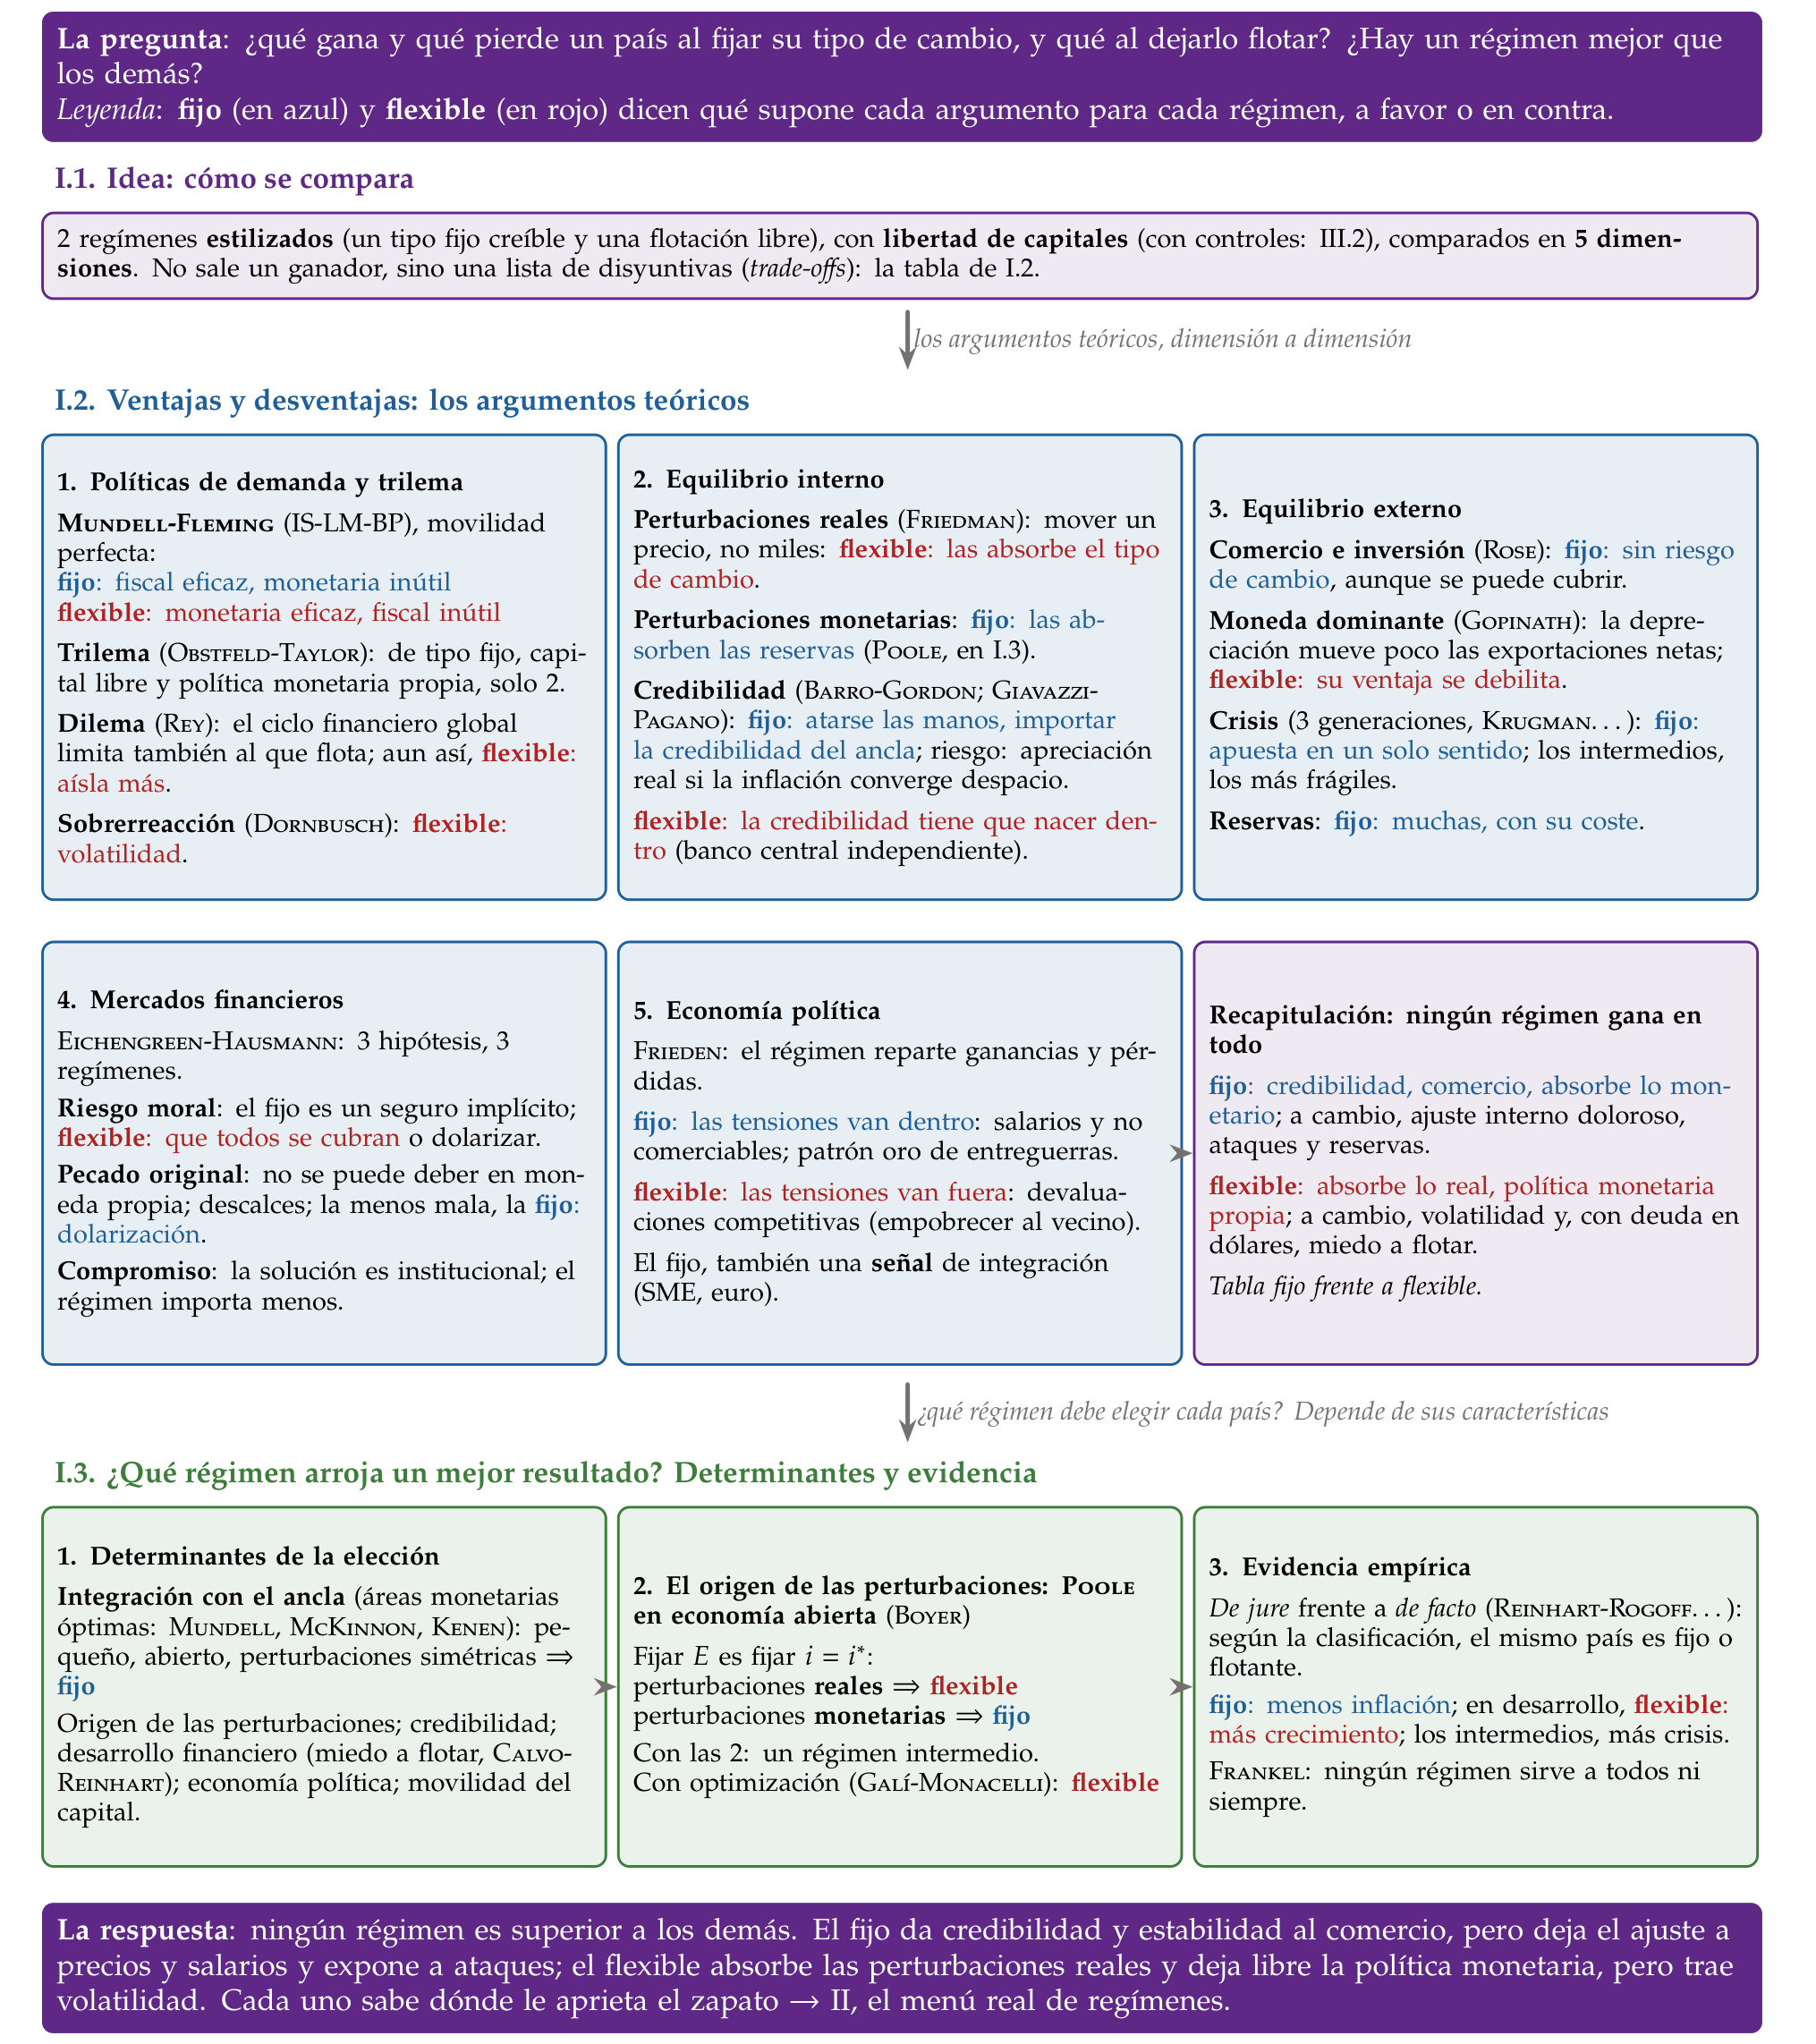 La pregunta: ¿qué gana y qué pierde un país al fijar su tipo de cambio, y qué al dejarlo flotar? ¿Hay un régimen mejor que
los demás?
Leyenda: fijo (en azul) y flexible (en rojo) dicen qué supone cada argumento para cada régimen, a favor o en contra.
I.1. Idea: cómo se compara
2 regímenes estilizados (un tipo fijo creíble y una flotación libre), con libertad de capitales (con controles: III.2), comparados en 5 dimen-
siones. No sale un ganador, sino una lista de disyuntivas (trade-offs): la tabla de I.2.
los argumentos teóricos, dimensión a dimensión
I.2. Ventajas y desventajas: los argumentos teóricos
1. Políticas de demanda y trilema
MUNDELL-FLEMING (IS-LM-BP), movilidad
perfecta:
fijo: fiscal eficaz, monetaria inútil
flexible: monetaria eficaz, fiscal inútil
Trilema (OBSTFELD-TAYLOR): de tipo fijo, capi-
tal libre y política monetaria propia, solo 2.
Dilema (REY): el ciclo financiero global
limita también al que flota; aun así, flexible:
aísla más.
Sobrerreacción (DORNBUSCH): flexible:
volatilidad.
2. Equilibrio interno
Perturbaciones reales (FRIEDMAN): mover un
precio, no miles: flexible: las absorbe el tipo
de cambio.
Perturbaciones monetarias: fijo: las ab-
sorben las reservas (POOLE, en I.3).
Credibilidad (BARRO-GORDON; GIAVAZZI-
PAGANO): fijo: atarse las manos, importar
la credibilidad del ancla; riesgo: apreciación
real si la inflación converge despacio.
flexible: la credibilidad tiene que nacer den-
tro (banco central independiente).
3. Equilibrio externo
Comercio e inversión (ROSE): fijo: sin riesgo
de cambio, aunque se puede cubrir.
Moneda dominante (GOPINATH): la depre-
ciación mueve poco las exportaciones netas;
flexible: su ventaja se debilita.
Crisis (3 generaciones, KRUGMAN...): fijo:
apuesta en un solo sentido; los intermedios,
los más frágiles.
Reservas: fijo: muchas, con su coste.
4. Mercados financieros
EICHENGREEN-HAUSMANN: 3 hipótesis, 3
regímenes.
Riesgo moral: el fijo es un seguro implícito;
flexible: que todos se cubran o dolarizar.
Pecado original: no se puede deber en mon-
eda propia; descalces; la menos mala, la fijo:
dolarización.
Compromiso: la solución es institucional; el
régimen importa menos.
5. Economía política
FRIEDEN: el régimen reparte ganancias y pér-
didas.
fijo: las tensiones van dentro: salarios y no
comerciables; patrón oro de entreguerras.
flexible: las tensiones van fuera: devalua-
ciones competitivas (empobrecer al vecino).
El fijo, también una señal de integración
(SME, euro).
Recapitulación: ningún régimen gana en
todo
fijo: credibilidad, comercio, absorbe lo mon-
etario; a cambio, ajuste interno doloroso,
ataques y reservas.
flexible: absorbe lo real, política monetaria
propia; a cambio, volatilidad y, con deuda en
dólares, miedo a flotar.
Tabla fijo frente a flexible.
¿qué régimen debe elegir cada país? Depende de sus características
I.3. ¿Qué régimen arroja un mejor resultado? Determinantes y evidencia
1. Determinantes de la elección
Integración con el ancla (áreas monetarias
óptimas: MUNDELL, MCKINNON, KENEN): pe-
queño, abierto, perturbaciones simétricas ⟹
fijo
Origen de las perturbaciones; credibilidad;
desarrollo financiero (miedo a flotar, CALVO-
REINHART); economía política; movilidad del
capital.
2. El origen de las perturbaciones: POOLE
en economía abierta (BOYER)
Fijar E es fijar i = i*:
perturbaciones reales ⟹ flexible
perturbaciones monetarias ⟹ fijo
Con las 2: un régimen intermedio.
Con optimización (GALÍ-MONACELLI): flexible
3. Evidencia empírica
De jure frente a de facto (REINHART-ROGOFF...):
según la clasificación, el mismo país es fijo o
flotante.
fijo: menos inflación; en desarrollo, flexible:
más crecimiento; los intermedios, más crisis.
FRANKEL: ningún régimen sirve a todos ni
siempre.
La respuesta: ningún régimen es superior a los demás. El fijo da credibilidad y estabilidad al comercio, pero deja el ajuste a
precios y salarios y expone a ataques; el flexible absorbe las perturbaciones reales y deja libre la política monetaria, pero trae
volatilidad. Cada uno sabe dónde le aprieta el zapato → II, el menú real de regímenes.